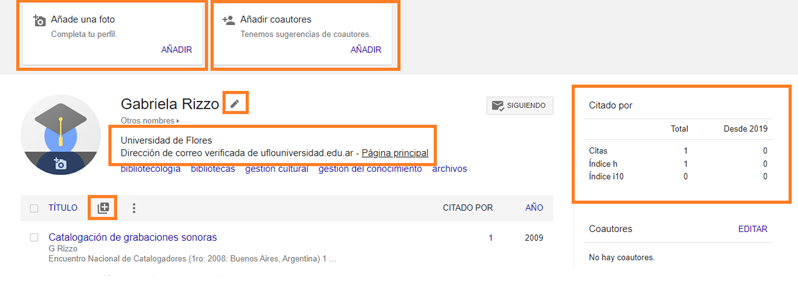 Añade una foto
Completa tu perfil.
AÑADIR
Añadir coautores
Tenemos sugerencias de coautores.
AÑADIR
Gabriela Rizzo
Otros nombres
SIGUIENDO
Universidad de Flores
Dirección de correo verificada de uflouniversidad.edu.ar - Página principal
bibliotecología bibliotecas gestión cultural gestión del conocimiento archivos
TÍTULO CITADO POR AÑO
Catalogación de grabaciones sonoras 1 2009
G Rizzo
Encuentro Nacional de Catalogadores (1ro: 2008: Buenos Aires, Argentina) 1 ...
Citado por
Total Desde 2019
Citas 1 0
Índice h 1 0
Índice i10 0 0
Coautores EDITAR
No hay coautores.